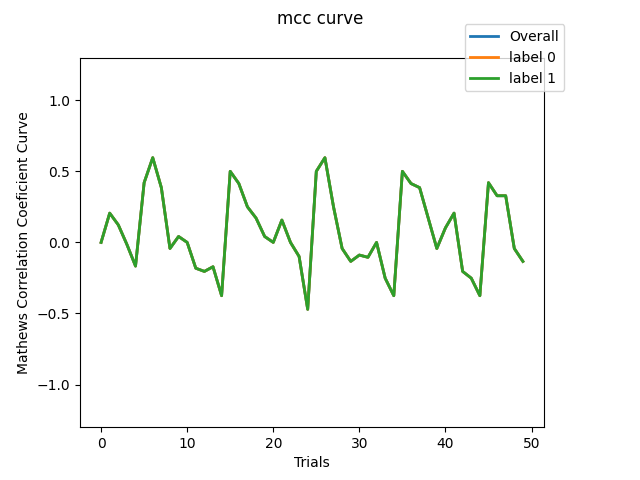 mcc curve
Overall
label 0
label 1
Mathews Correlation Coeficient Curve
1.0
0.5
0.0
−0.5
−1.0
0 10 20 30 40 50
Trials